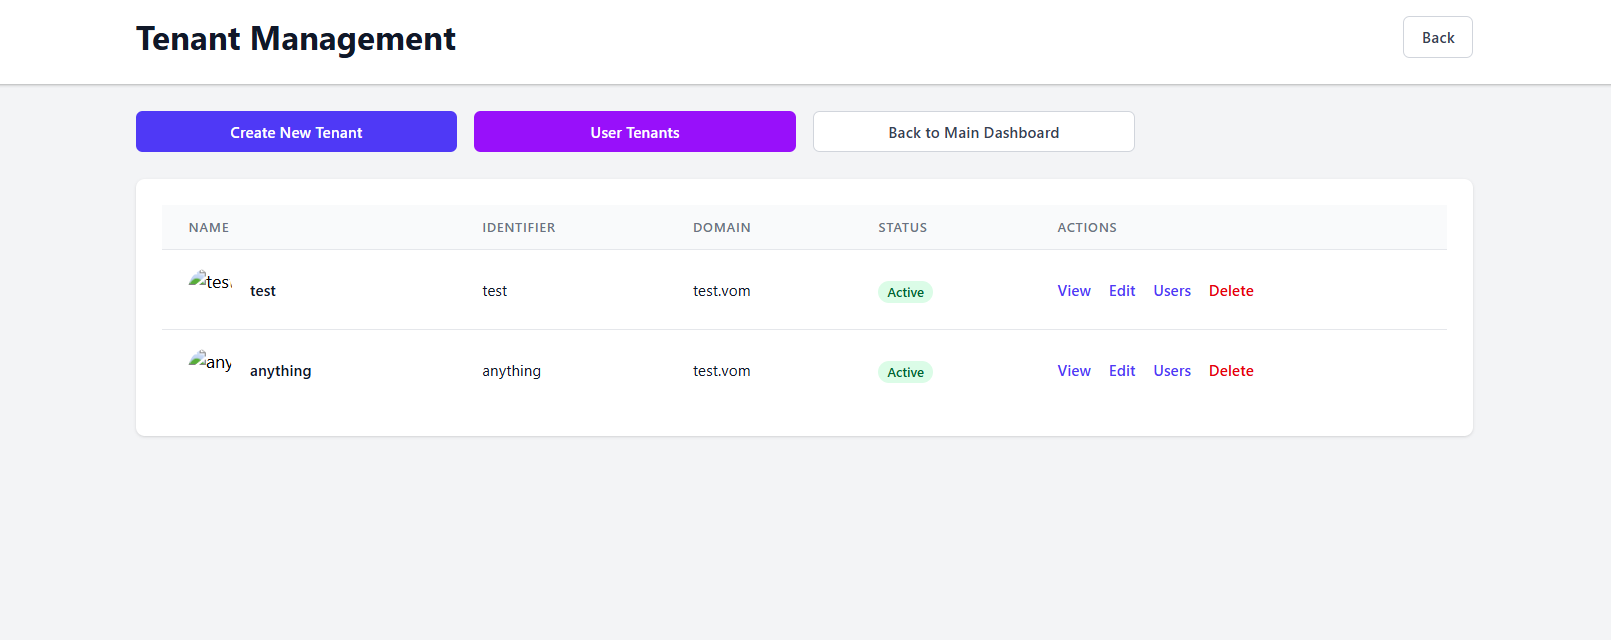 Tenant Management
Back
Create New Tenant
User Tenants
Back to Main Dashboard
NAME IDENTIFIER DOMAIN STATUS ACTIONS
test test test test.vom Active View Edit Users Delete
any anything anything test.vom Active View Edit Users Delete